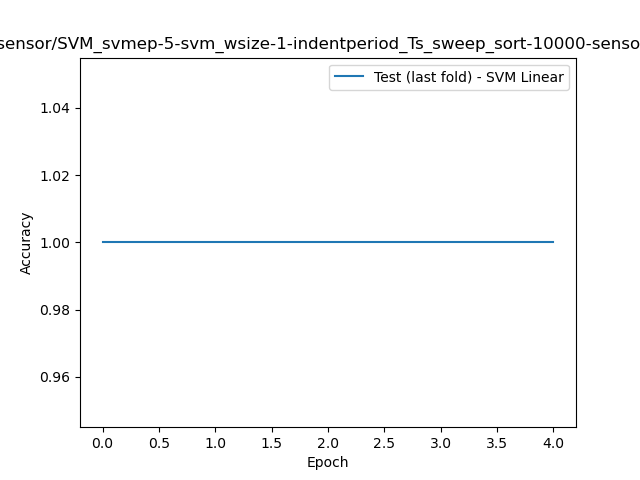 sensor/SVM_svmep-5-svm_wsize-1-indentperiod_Ts_sweep_sort-10000-senso
Test (last fold) - SVM Linear
1.04
1.02
1.00
0.98
0.96
Accuracy
0.0 0.5 1.0 1.5 2.0 2.5 3.0 3.5 4.0
Epoch